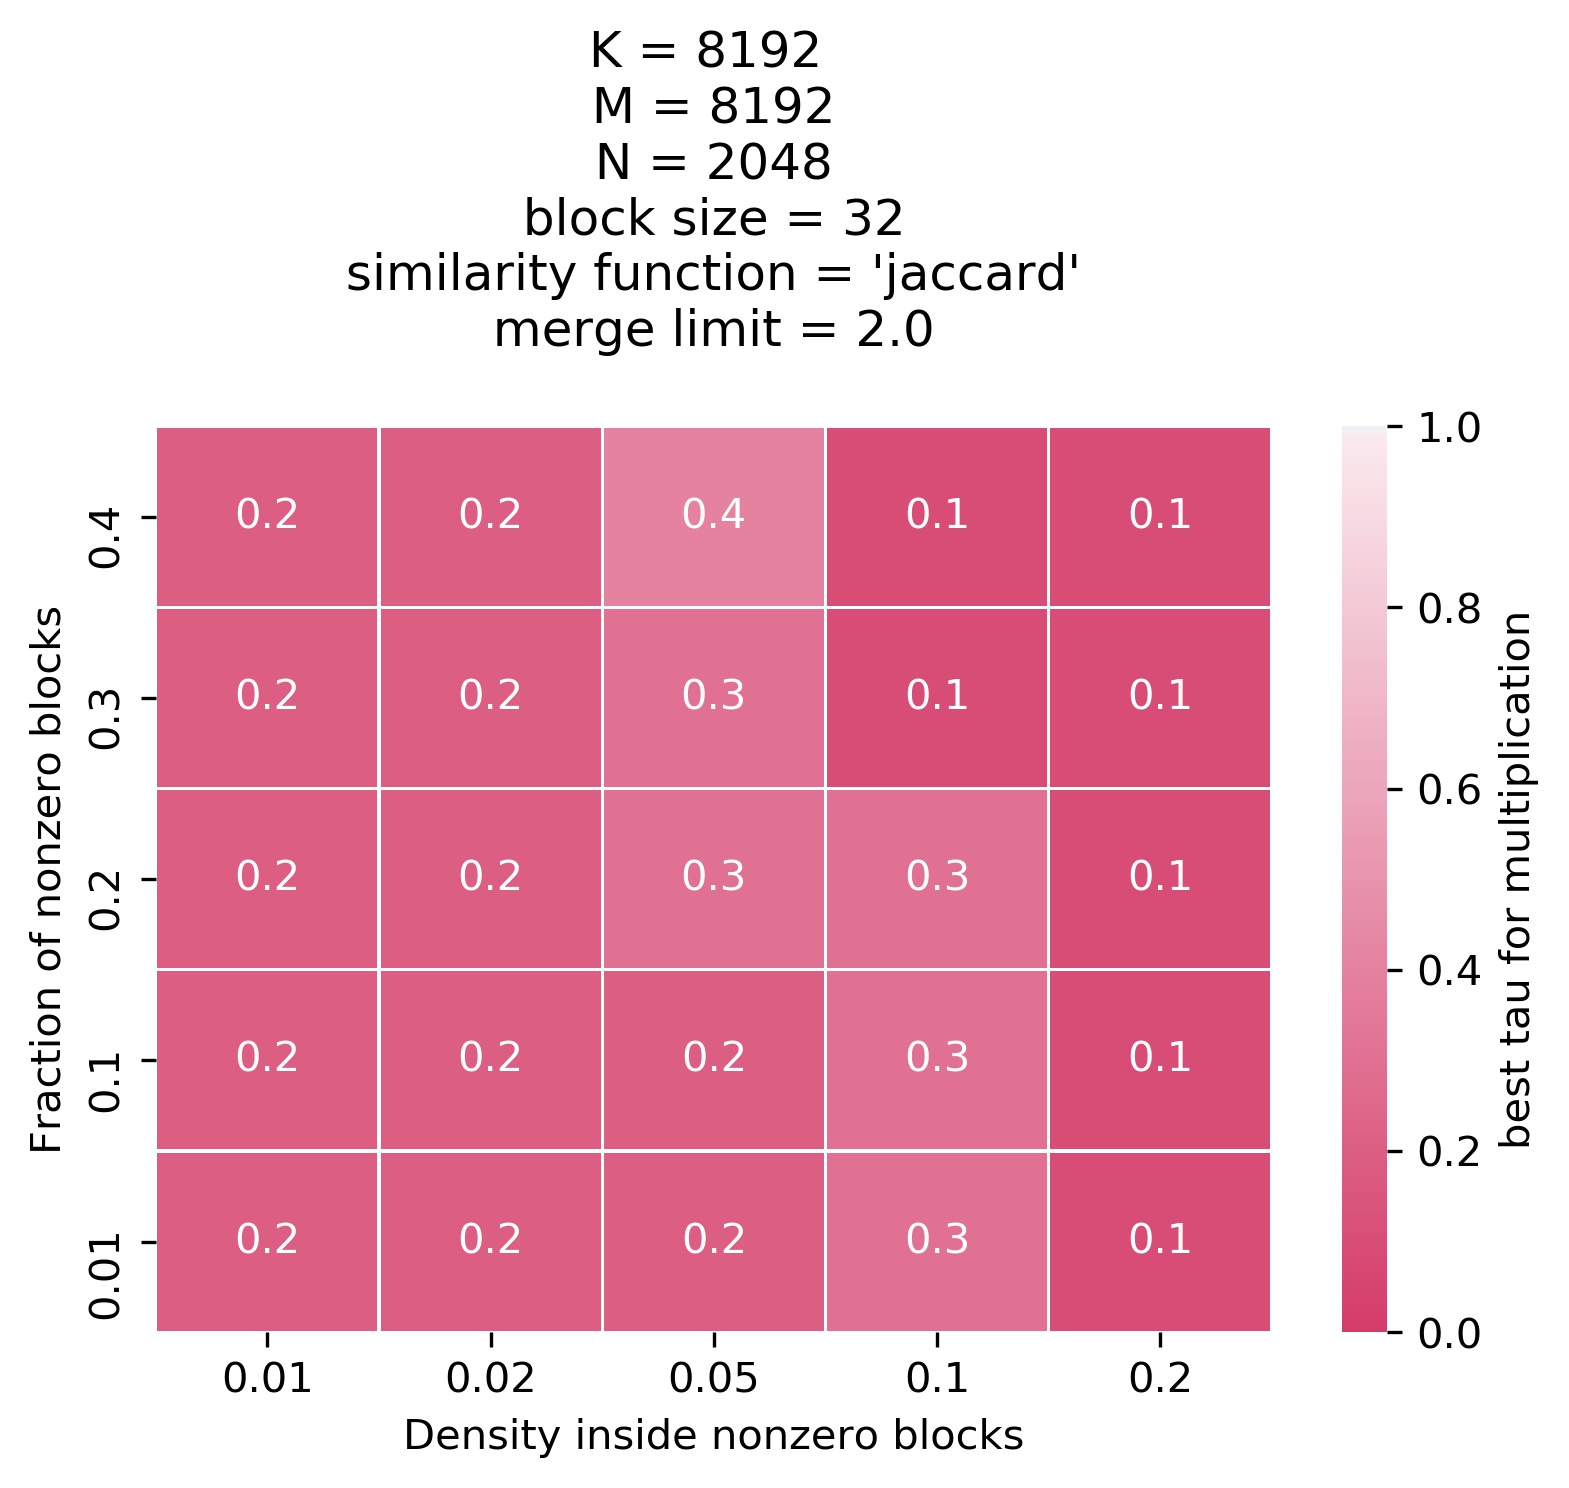 K = 8192
M = 8192
N = 2048
block size = 32
similarity function = 'jaccard'
merge limit = 2.0
Fraction of nonzero blocks
0.4
0.3
0.2
0.1
0.01
0.2 0.2 0.4 0.1 0.1
0.2 0.2 0.3 0.1 0.1
0.2 0.2 0.3 0.3 0.1
0.2 0.2 0.2 0.3 0.1
0.2 0.2 0.2 0.3 0.1
0.01 0.02 0.05 0.1 0.2
Density inside nonzero blocks
1.0
0.8
0.6
0.4
0.2
0.0
best tau for multiplication